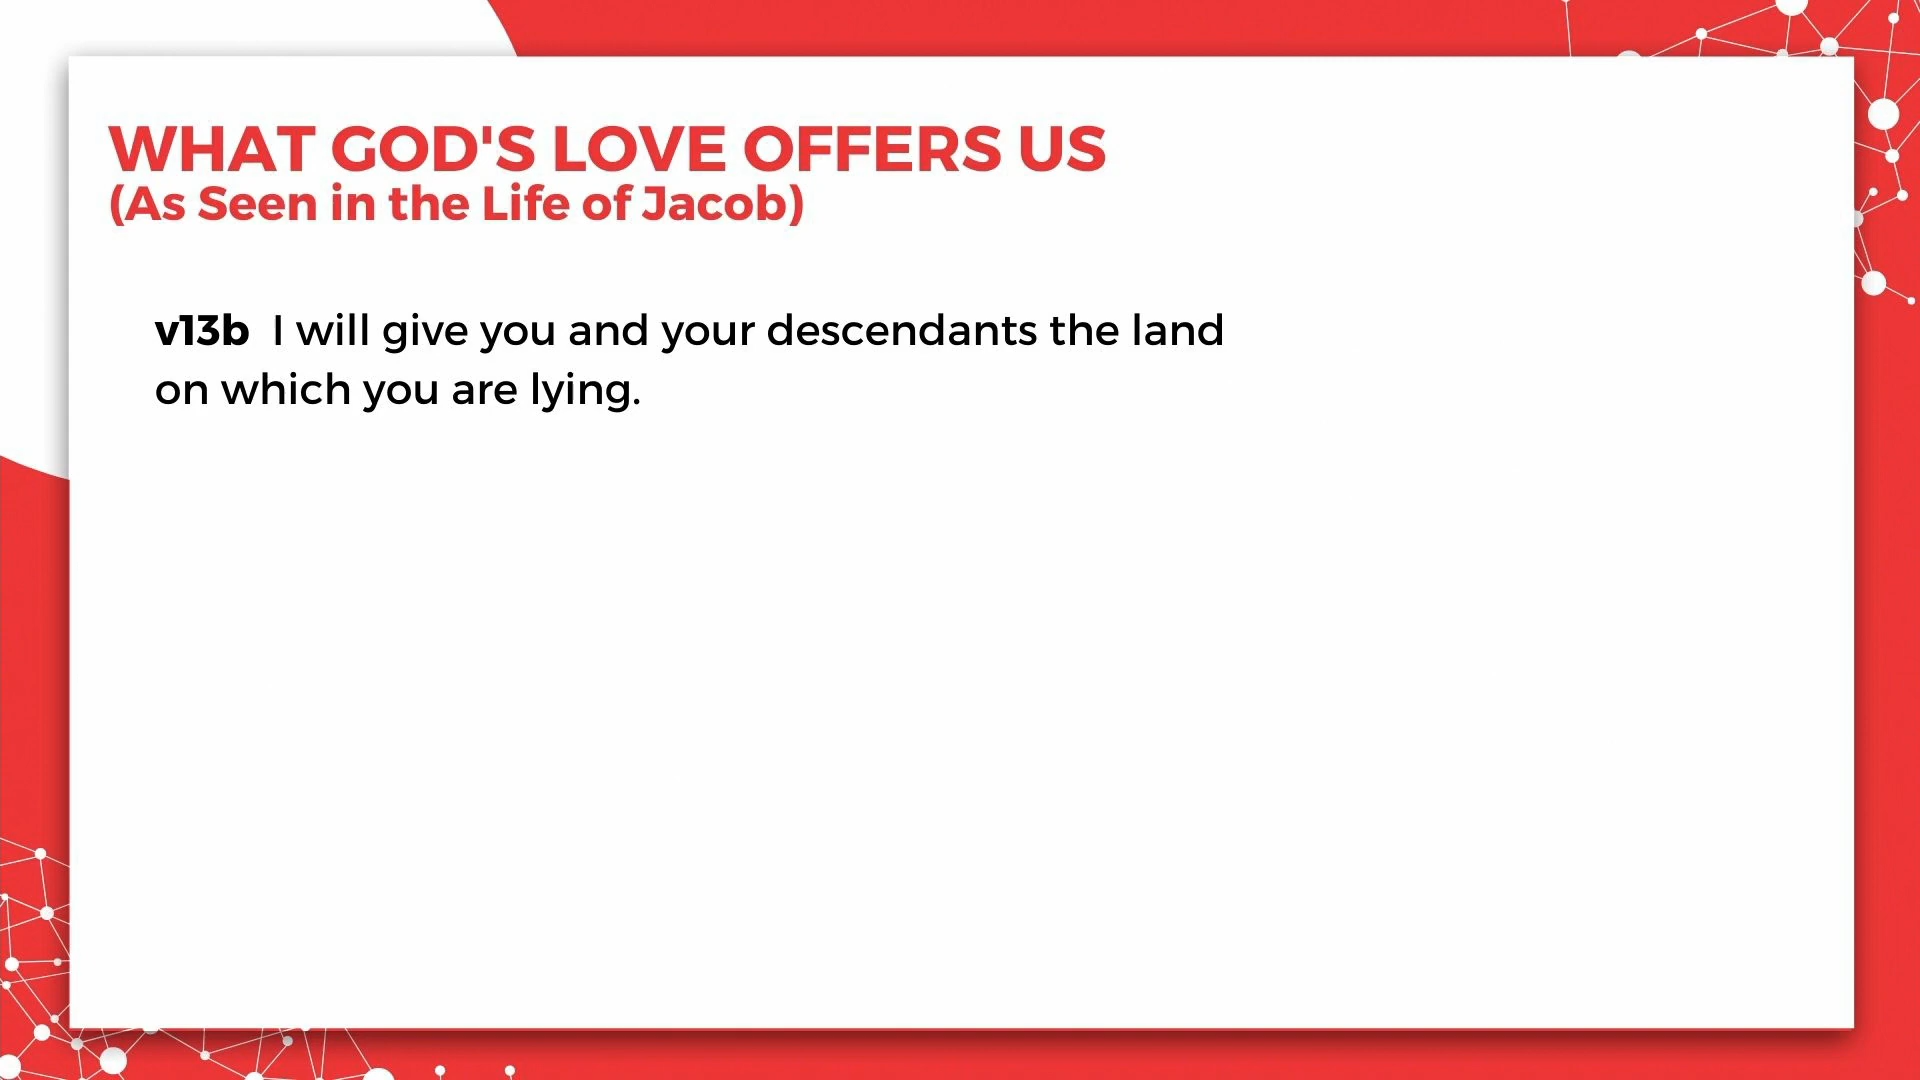 WHAT GOD'S LOVE OFFERS US
(As Seen in the Life of Jacob)
v13b I will give you and your descendants the land
on which you are lying.